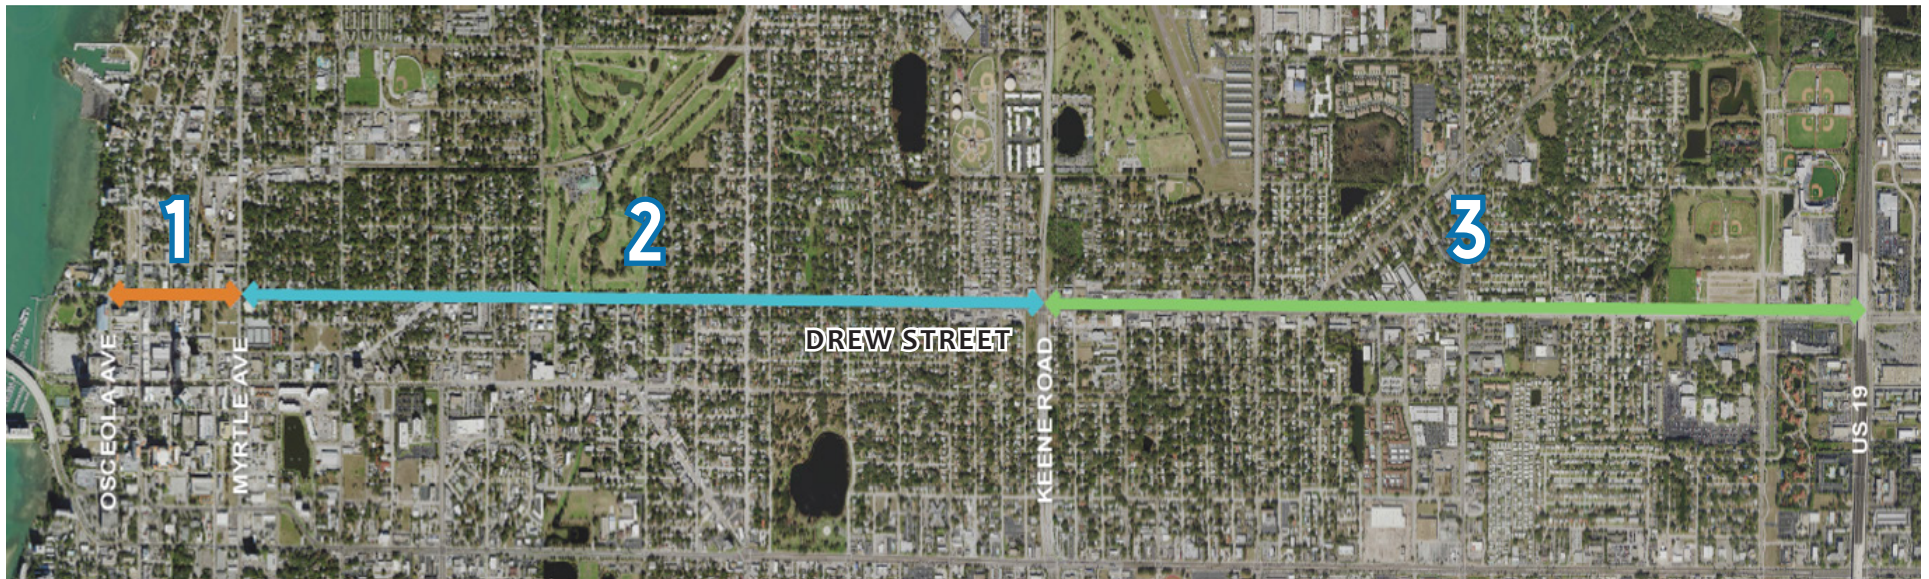 1
2
3
DREW STREET
OSCEOLA AVE
MYRTLE AVE
KEENE ROAD
US 19